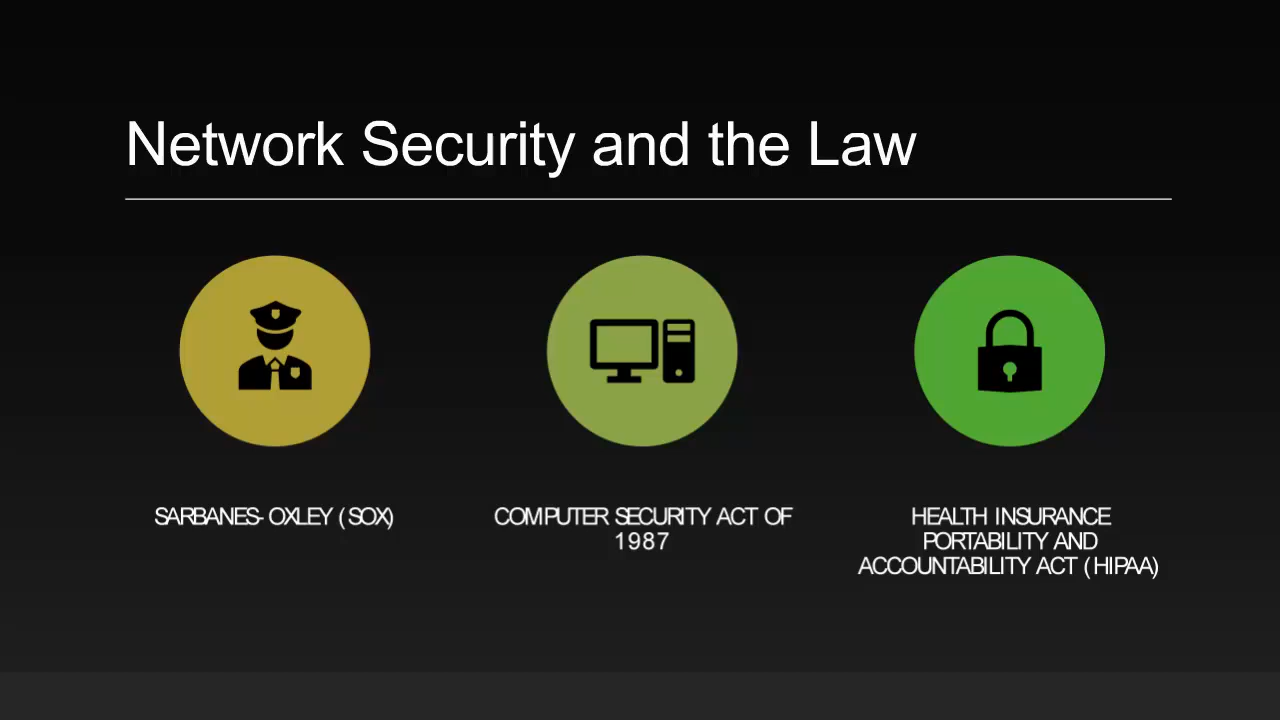 Network Security and the Law
SARBANES-OXLEY (SOX)
COMPUTER SECURITY ACT OF
1987
HEALTH INSURANCE
PORTABILITY AND
ACCOUNTABILITY ACT (HIPAA)